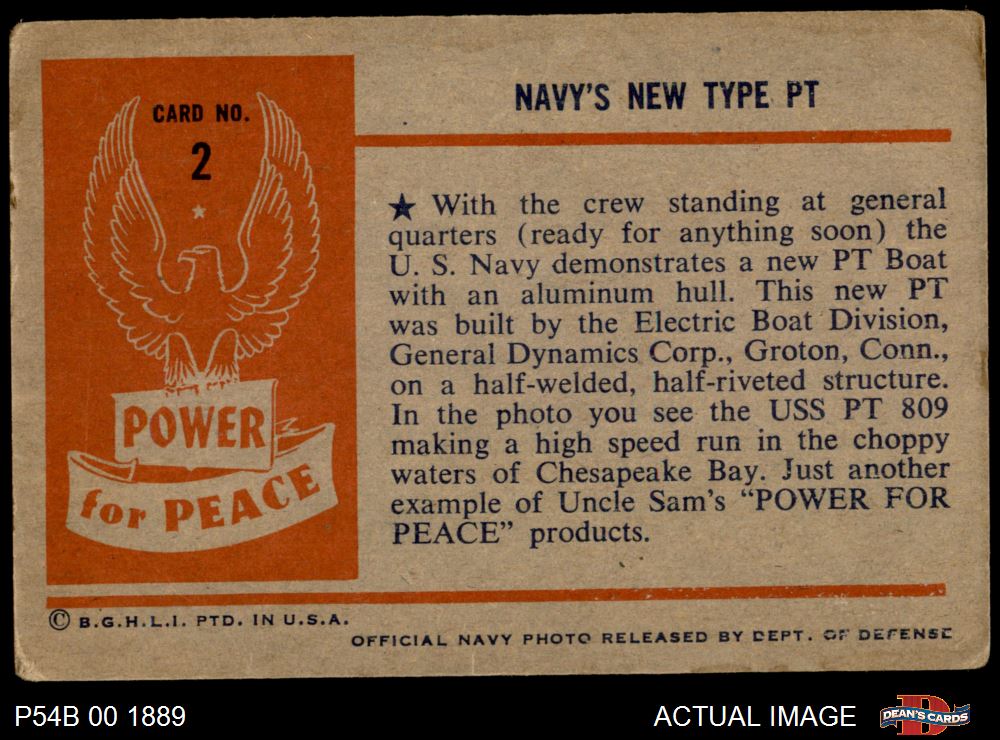 CARD NO.
2
POWER
for PEACE
NAVY'S NEW TYPE PT
★ With the crew standing at general
quarters (ready for anything soon) the
U. S. Navy demonstrates a new PT Boat
with an aluminum hull. This new PT
was built by the Electric Boat Division,
General Dynamics Corp., Groton, Conn.,
on a half-welded, half-riveted structure.
In the photo you see the USS PT 809
making a high speed run in the choppy
waters of Chesapeake Bay. Just another
example of Uncle Sam's "POWER FOR
PEACE" products.
© B.G.H.L.I. PTD. IN U.S.A.
OFFICIAL NAVY PHOTO RELEASED BY DEPT. OF DEFENSE
P54B 00 1889
ACTUAL IMAGE
DEAN'S CARDS